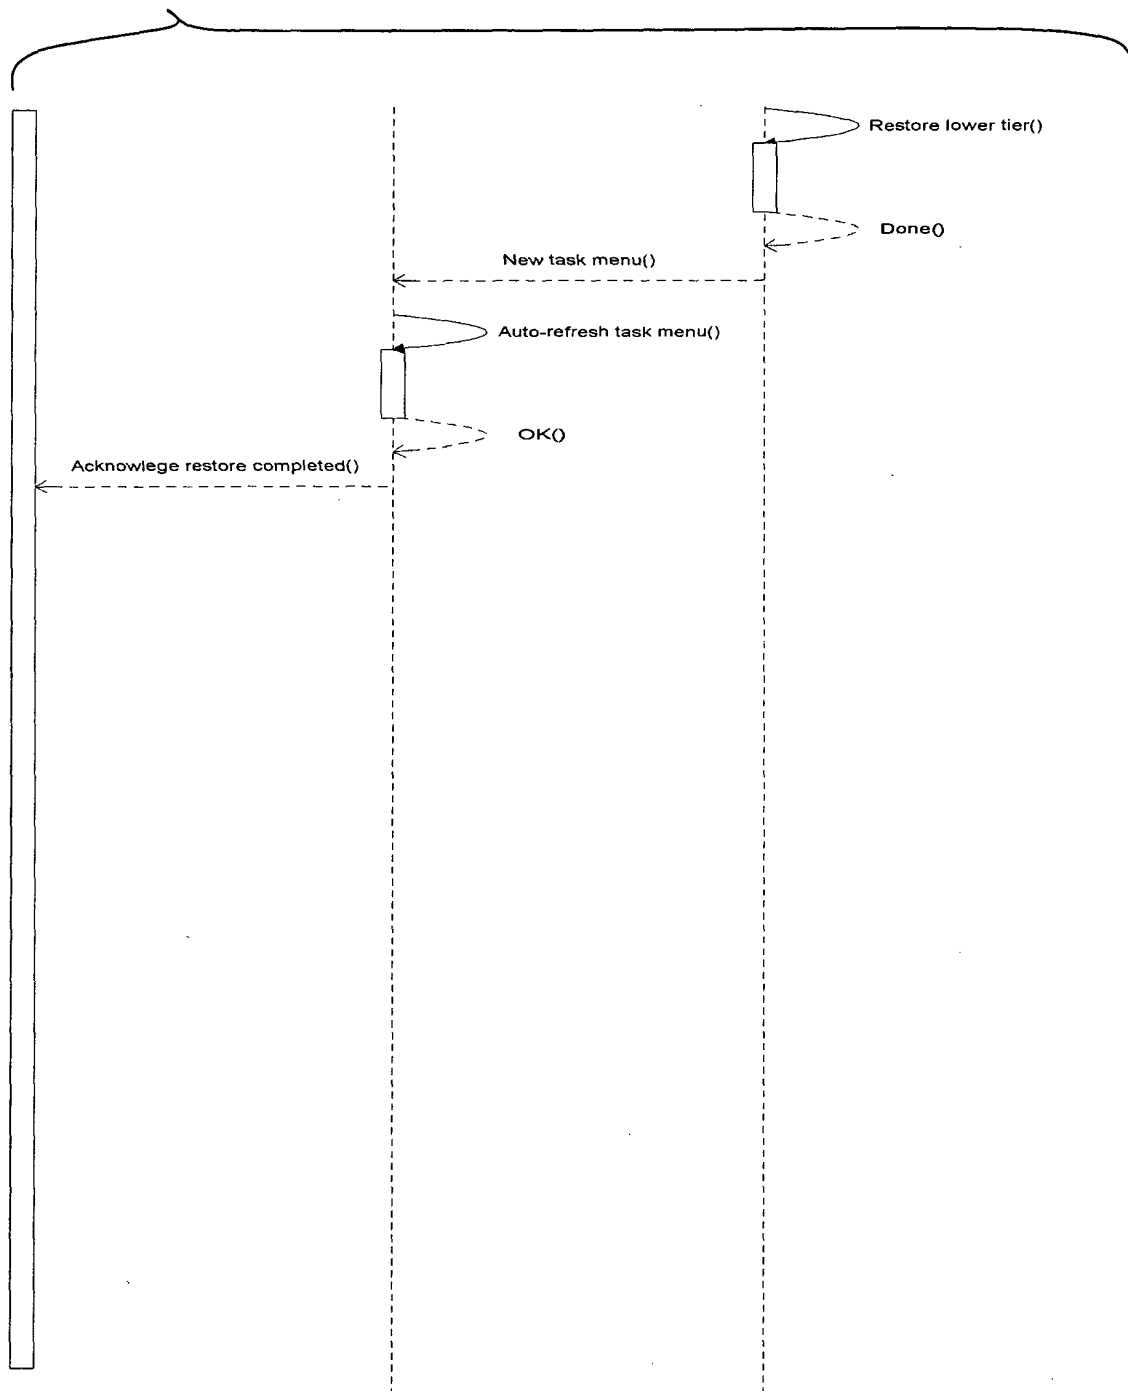 Restore lower tier()
Done()
New task menu()
Auto-refresh task menu()
OK()
Acknowlege restore completed()